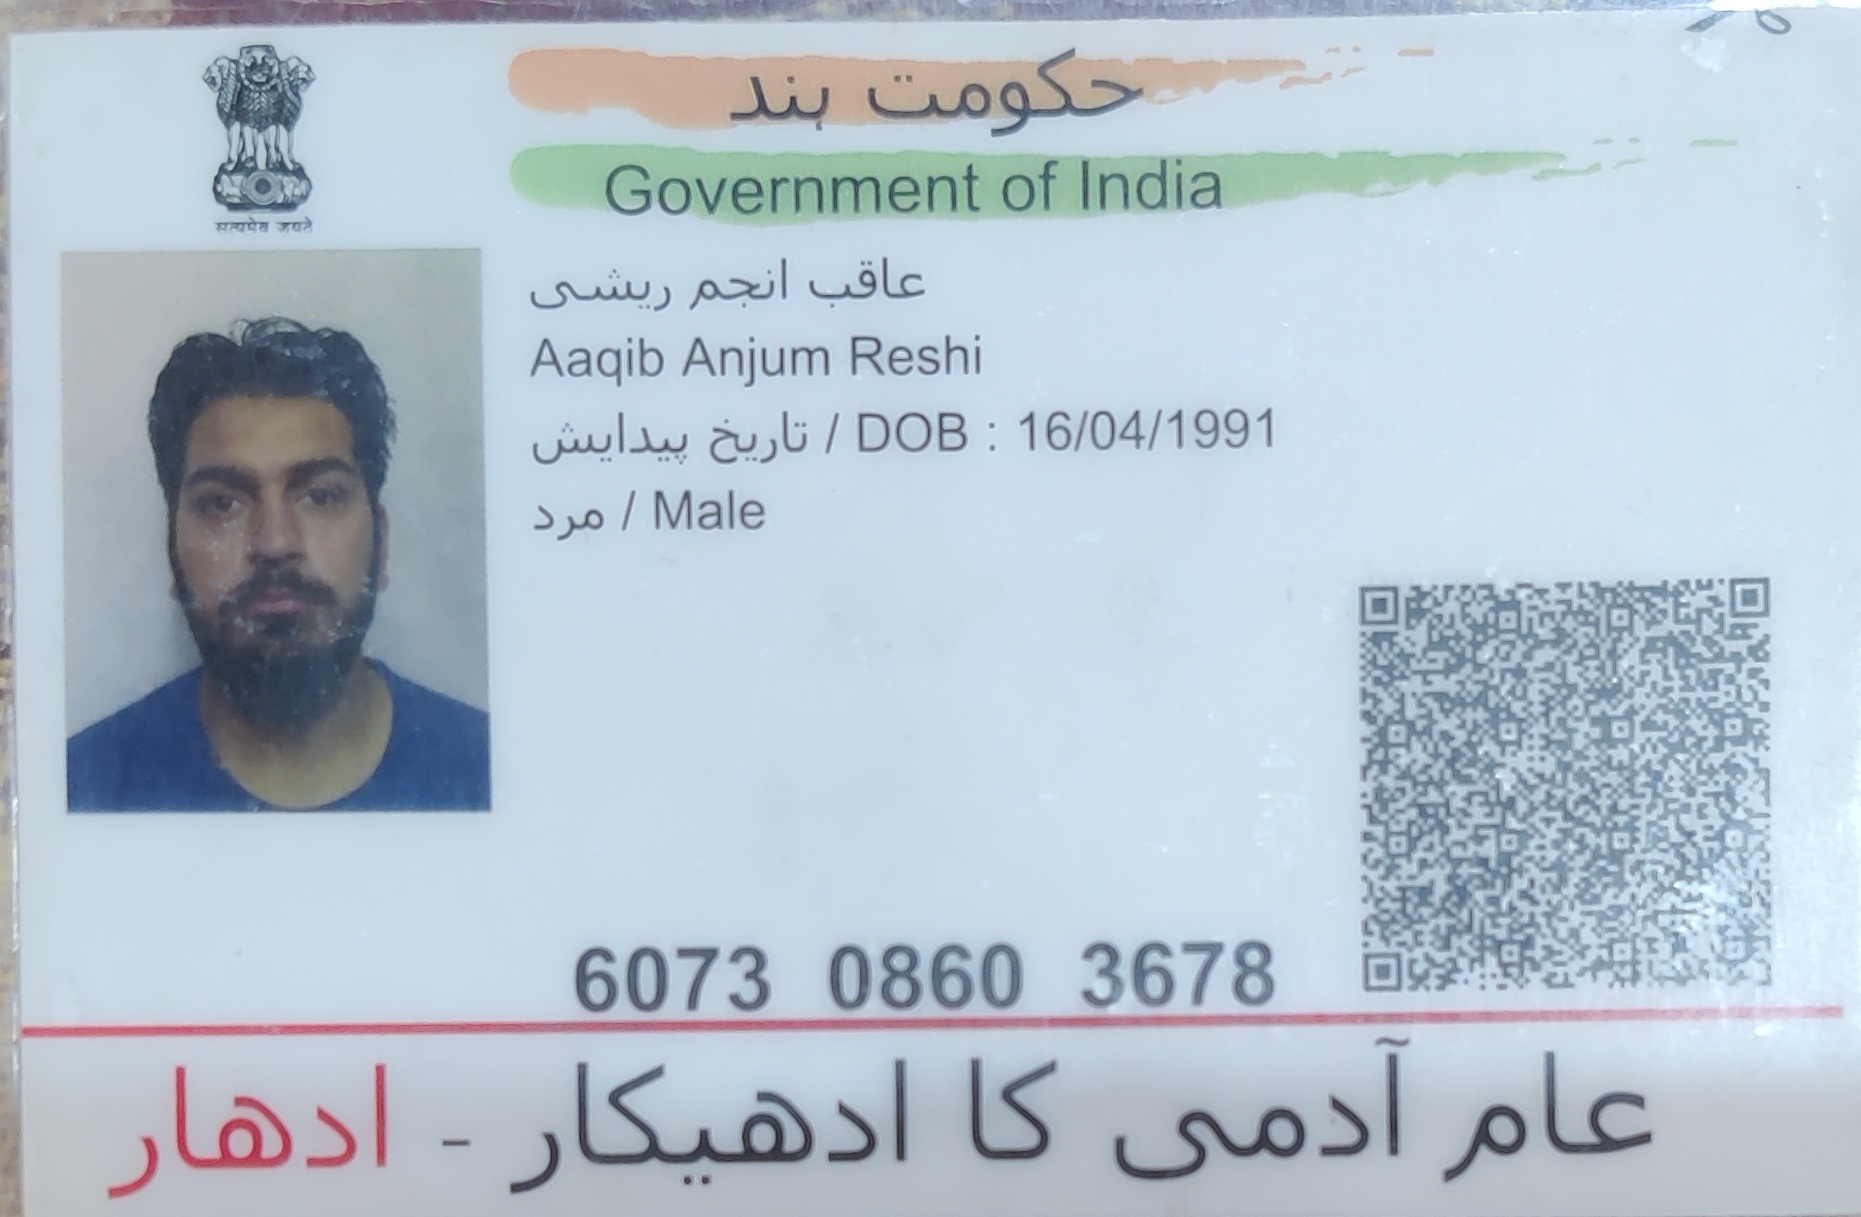 حکومت ہند
Government of India
सत्यमेव जयते
عاقب انجم ریشی
Aaqib Anjum Reshi
تاریخ پیدایش / DOB : 16/04/1991
مرد / Male
6073 0860 3678
عام آدمی کا ادھیکار - ادھار